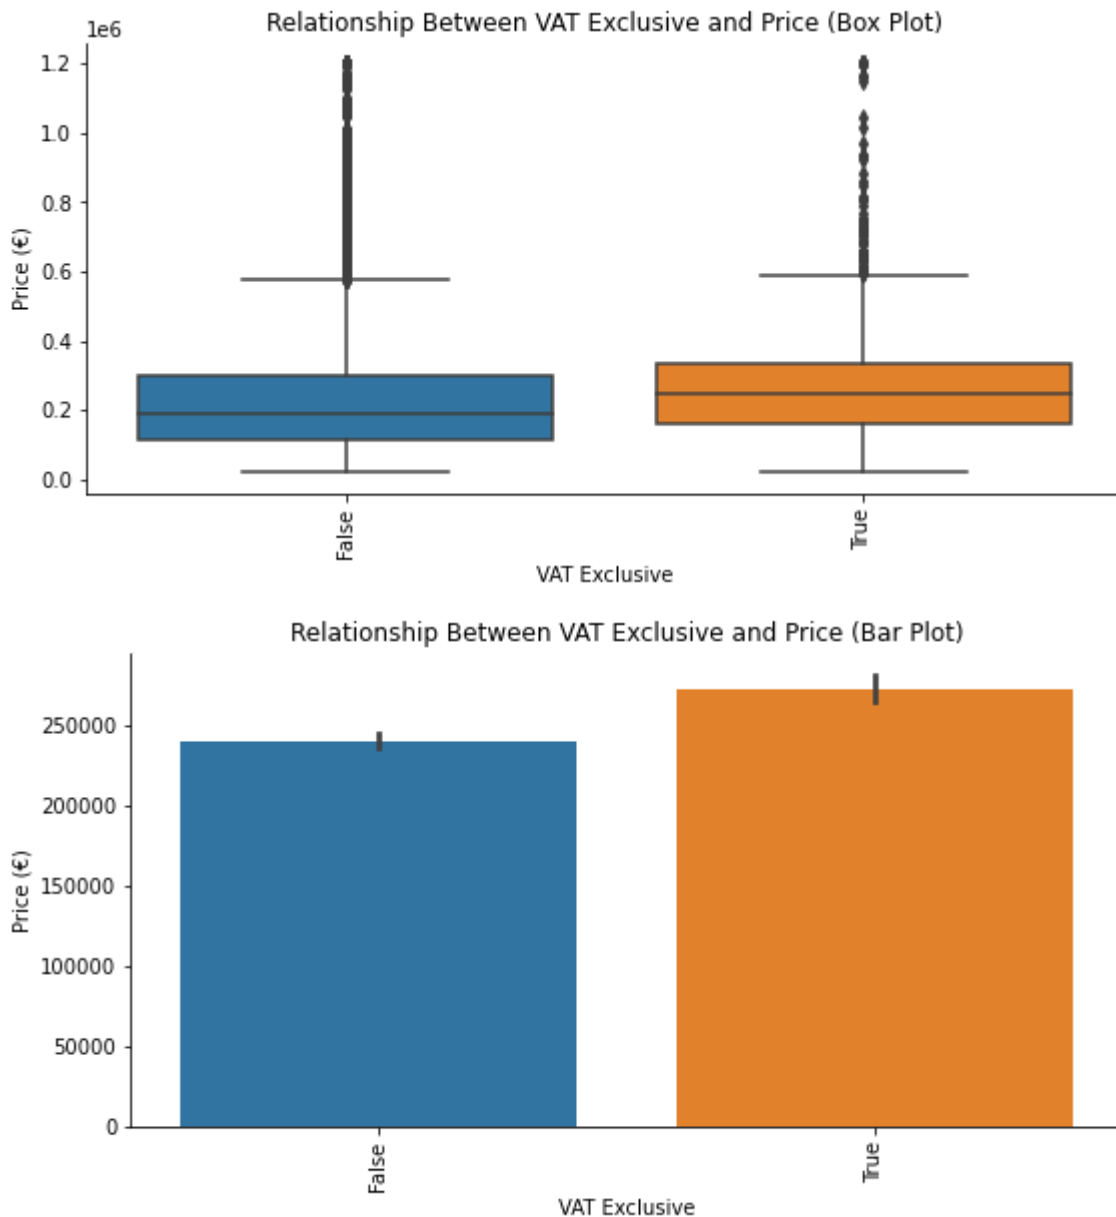 Relationship Between VAT Exclusive and Price (Box Plot)
1e6
1.2
1.0
0.8
0.6
0.4
0.2
0.0
Price (€)
False
True
VAT Exclusive
Relationship Between VAT Exclusive and Price (Bar Plot)
250000
200000
150000
100000
50000
0
Price (€)
False
True
VAT Exclusive